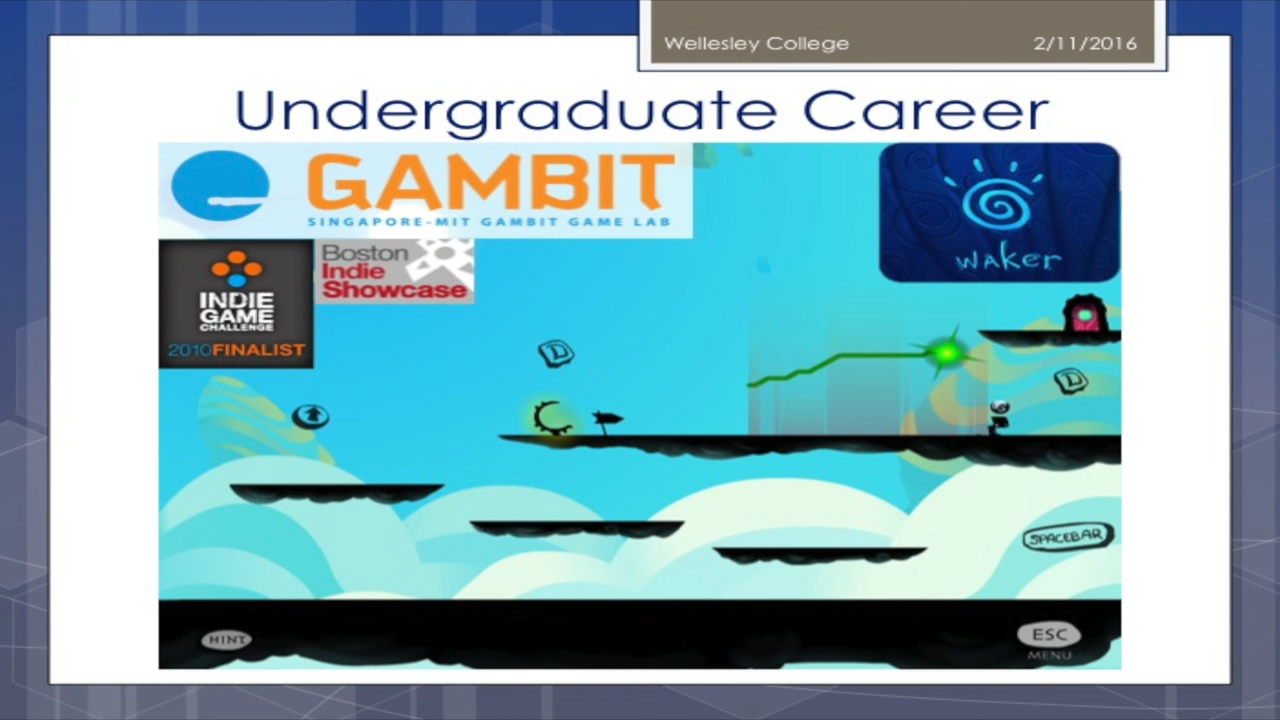 Wellesley College 2/11/2016
Undergraduate Career
GAMBIT
SINGAPORE-MIT GAMBIT GAME LAB
waker
Boston
Indie
Showcase
INDIE
GAME
CHALLENGE
2010FINALIST
D
D
SPACEBAR
HINT
ESC
MENU